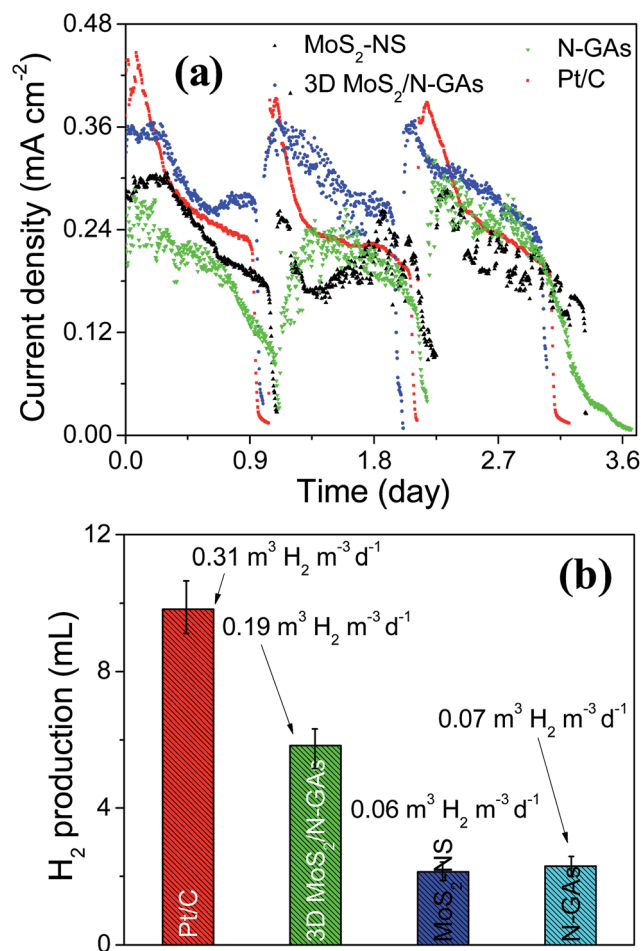 (a)
MoS2-NS
3D MoS2/N-GAs
N-GAs
Pt/C
0.48
0.36
0.24
0.12
0.00
Current density (mA cm-2)
0.0 0.9 1.8 2.7 3.6
Time (day)
(b)
12
8
4
0
H2 production (mL)
0.31 m3 H2 m-3 d-1
0.19 m3 H2 m-3 d-1
0.07 m3 H2 m-3 d-1
0.06 m3 H2 m-3 d-1
Pt/C
3D MoS2/N-GAs
MoS2-NS
N-GAs